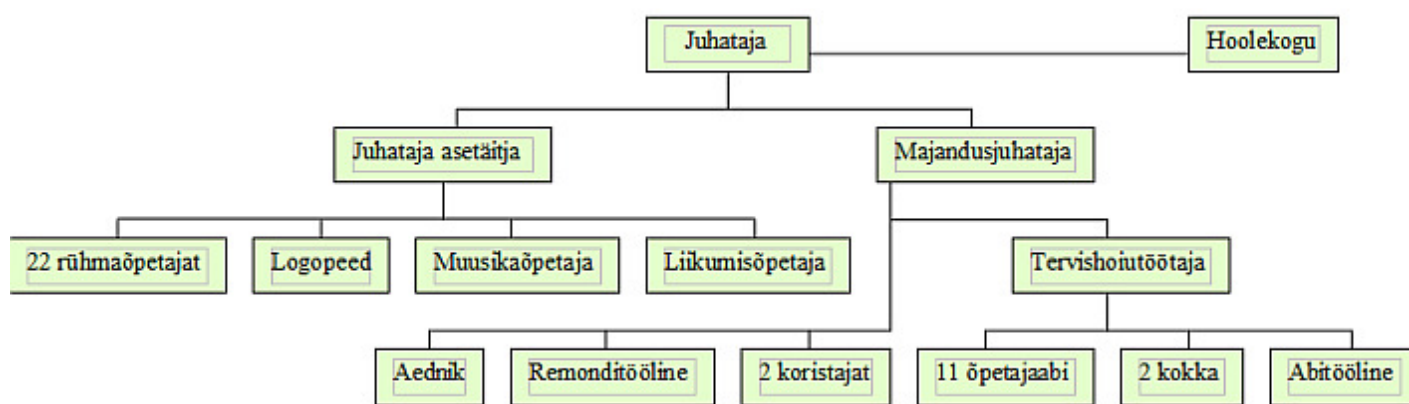 Juhataja
Hoolekogu
Juhataja asetäitja
Majandusjuhataja
22 rühmaõpetajat
Logopeed
Muusikaõpetaja
Liikumisõpetaja
Tervishoiutöötaja
Aednik
Remonditööline
2 koristajat
11 õpetajaabi
2 kokka
Abitööline